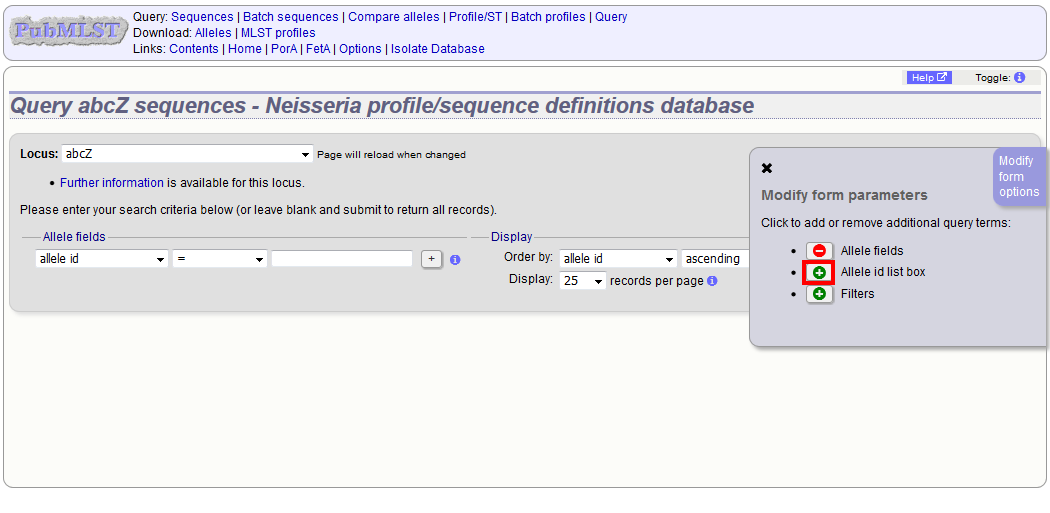 PubMLST
Query: Sequences | Batch sequences | Compare alleles | Profile/ST | Batch profiles | Query
Download: Alleles | MLST profiles
Links: Contents | Home | PorA | FetA | Options | Isolate Database
Help Toggle: i
Query abcZ sequences - Neisseria profile/sequence definitions database
Locus: abcZ Page will reload when changed
• Further information is available for this locus.
Please enter your search criteria below (or leave blank and submit to return all records).
Allele fields
allele id = + i
Display
Order by: allele id ascending
Display: 25 records per page i
Modify
form
options
Modify form parameters
Click to add or remove additional query terms:
• Allele fields
• Allele id list box
• Filters